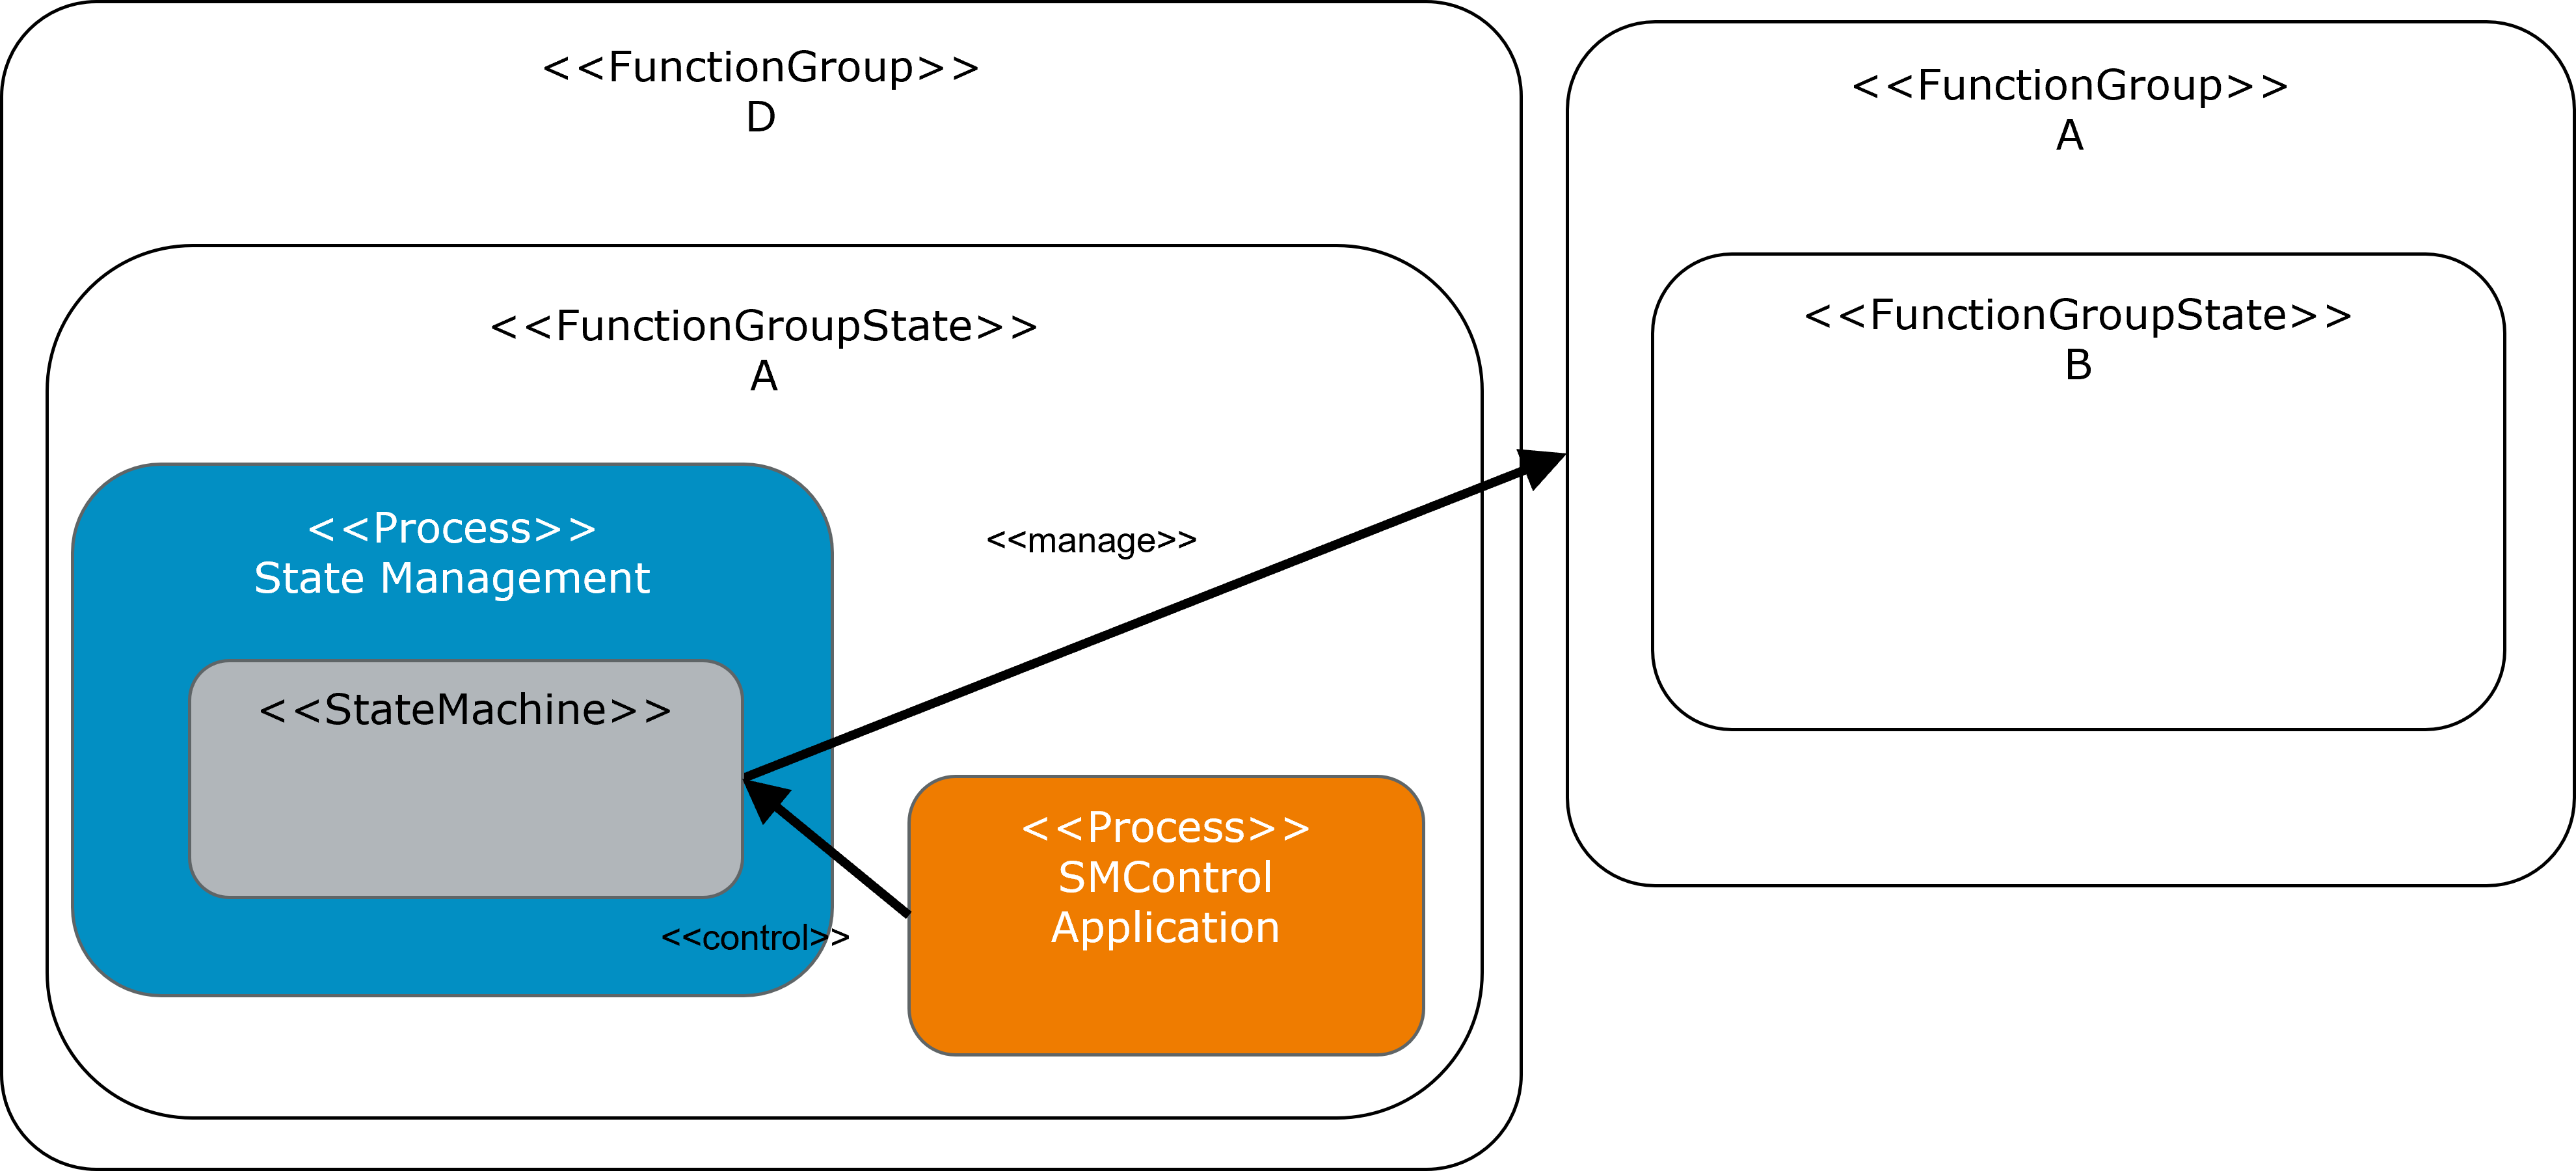 <<FunctionGroup>>
D
<<FunctionGroupState>>
A
<<Process>>
State Management
<<StateMachine>>
<<control>>
<<manage>>
<<Process>>
SMControl
Application
<<FunctionGroup>>
A
<<FunctionGroupState>>
B